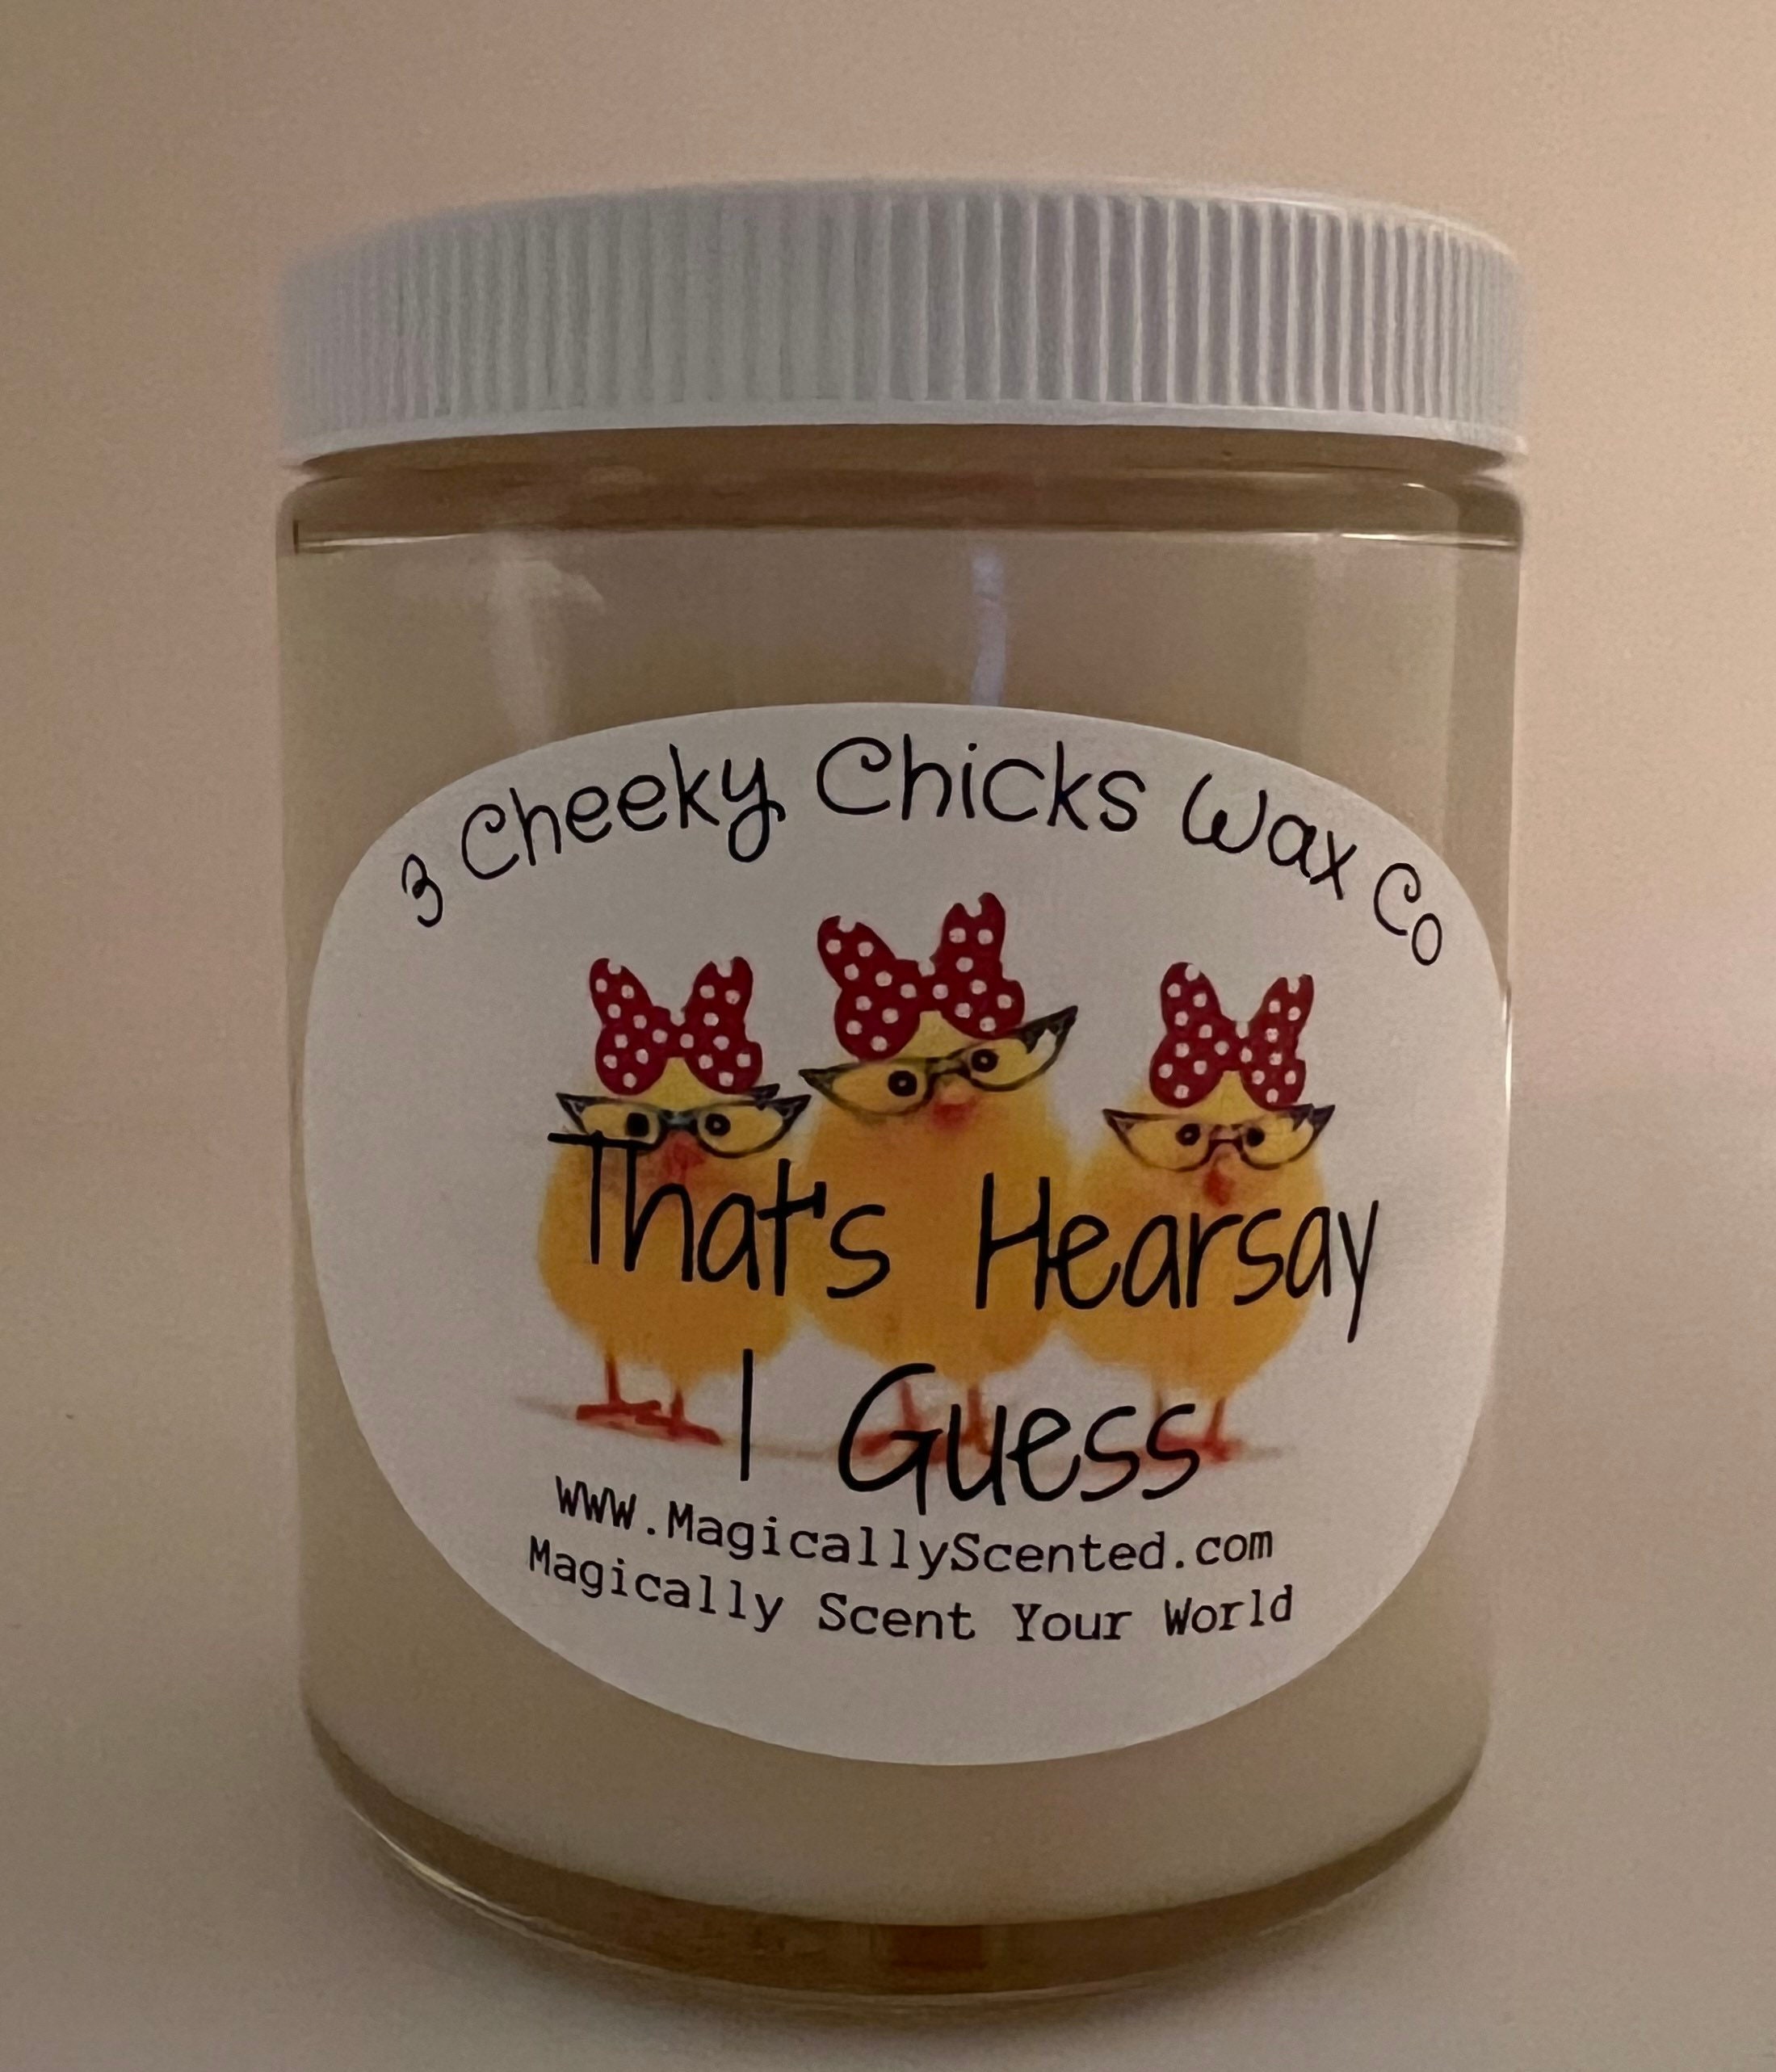 3 Cheeky Chicks Wax Co
That's Hearsay
I Guess
www.MagicallyScented.com
Magically Scent Your World